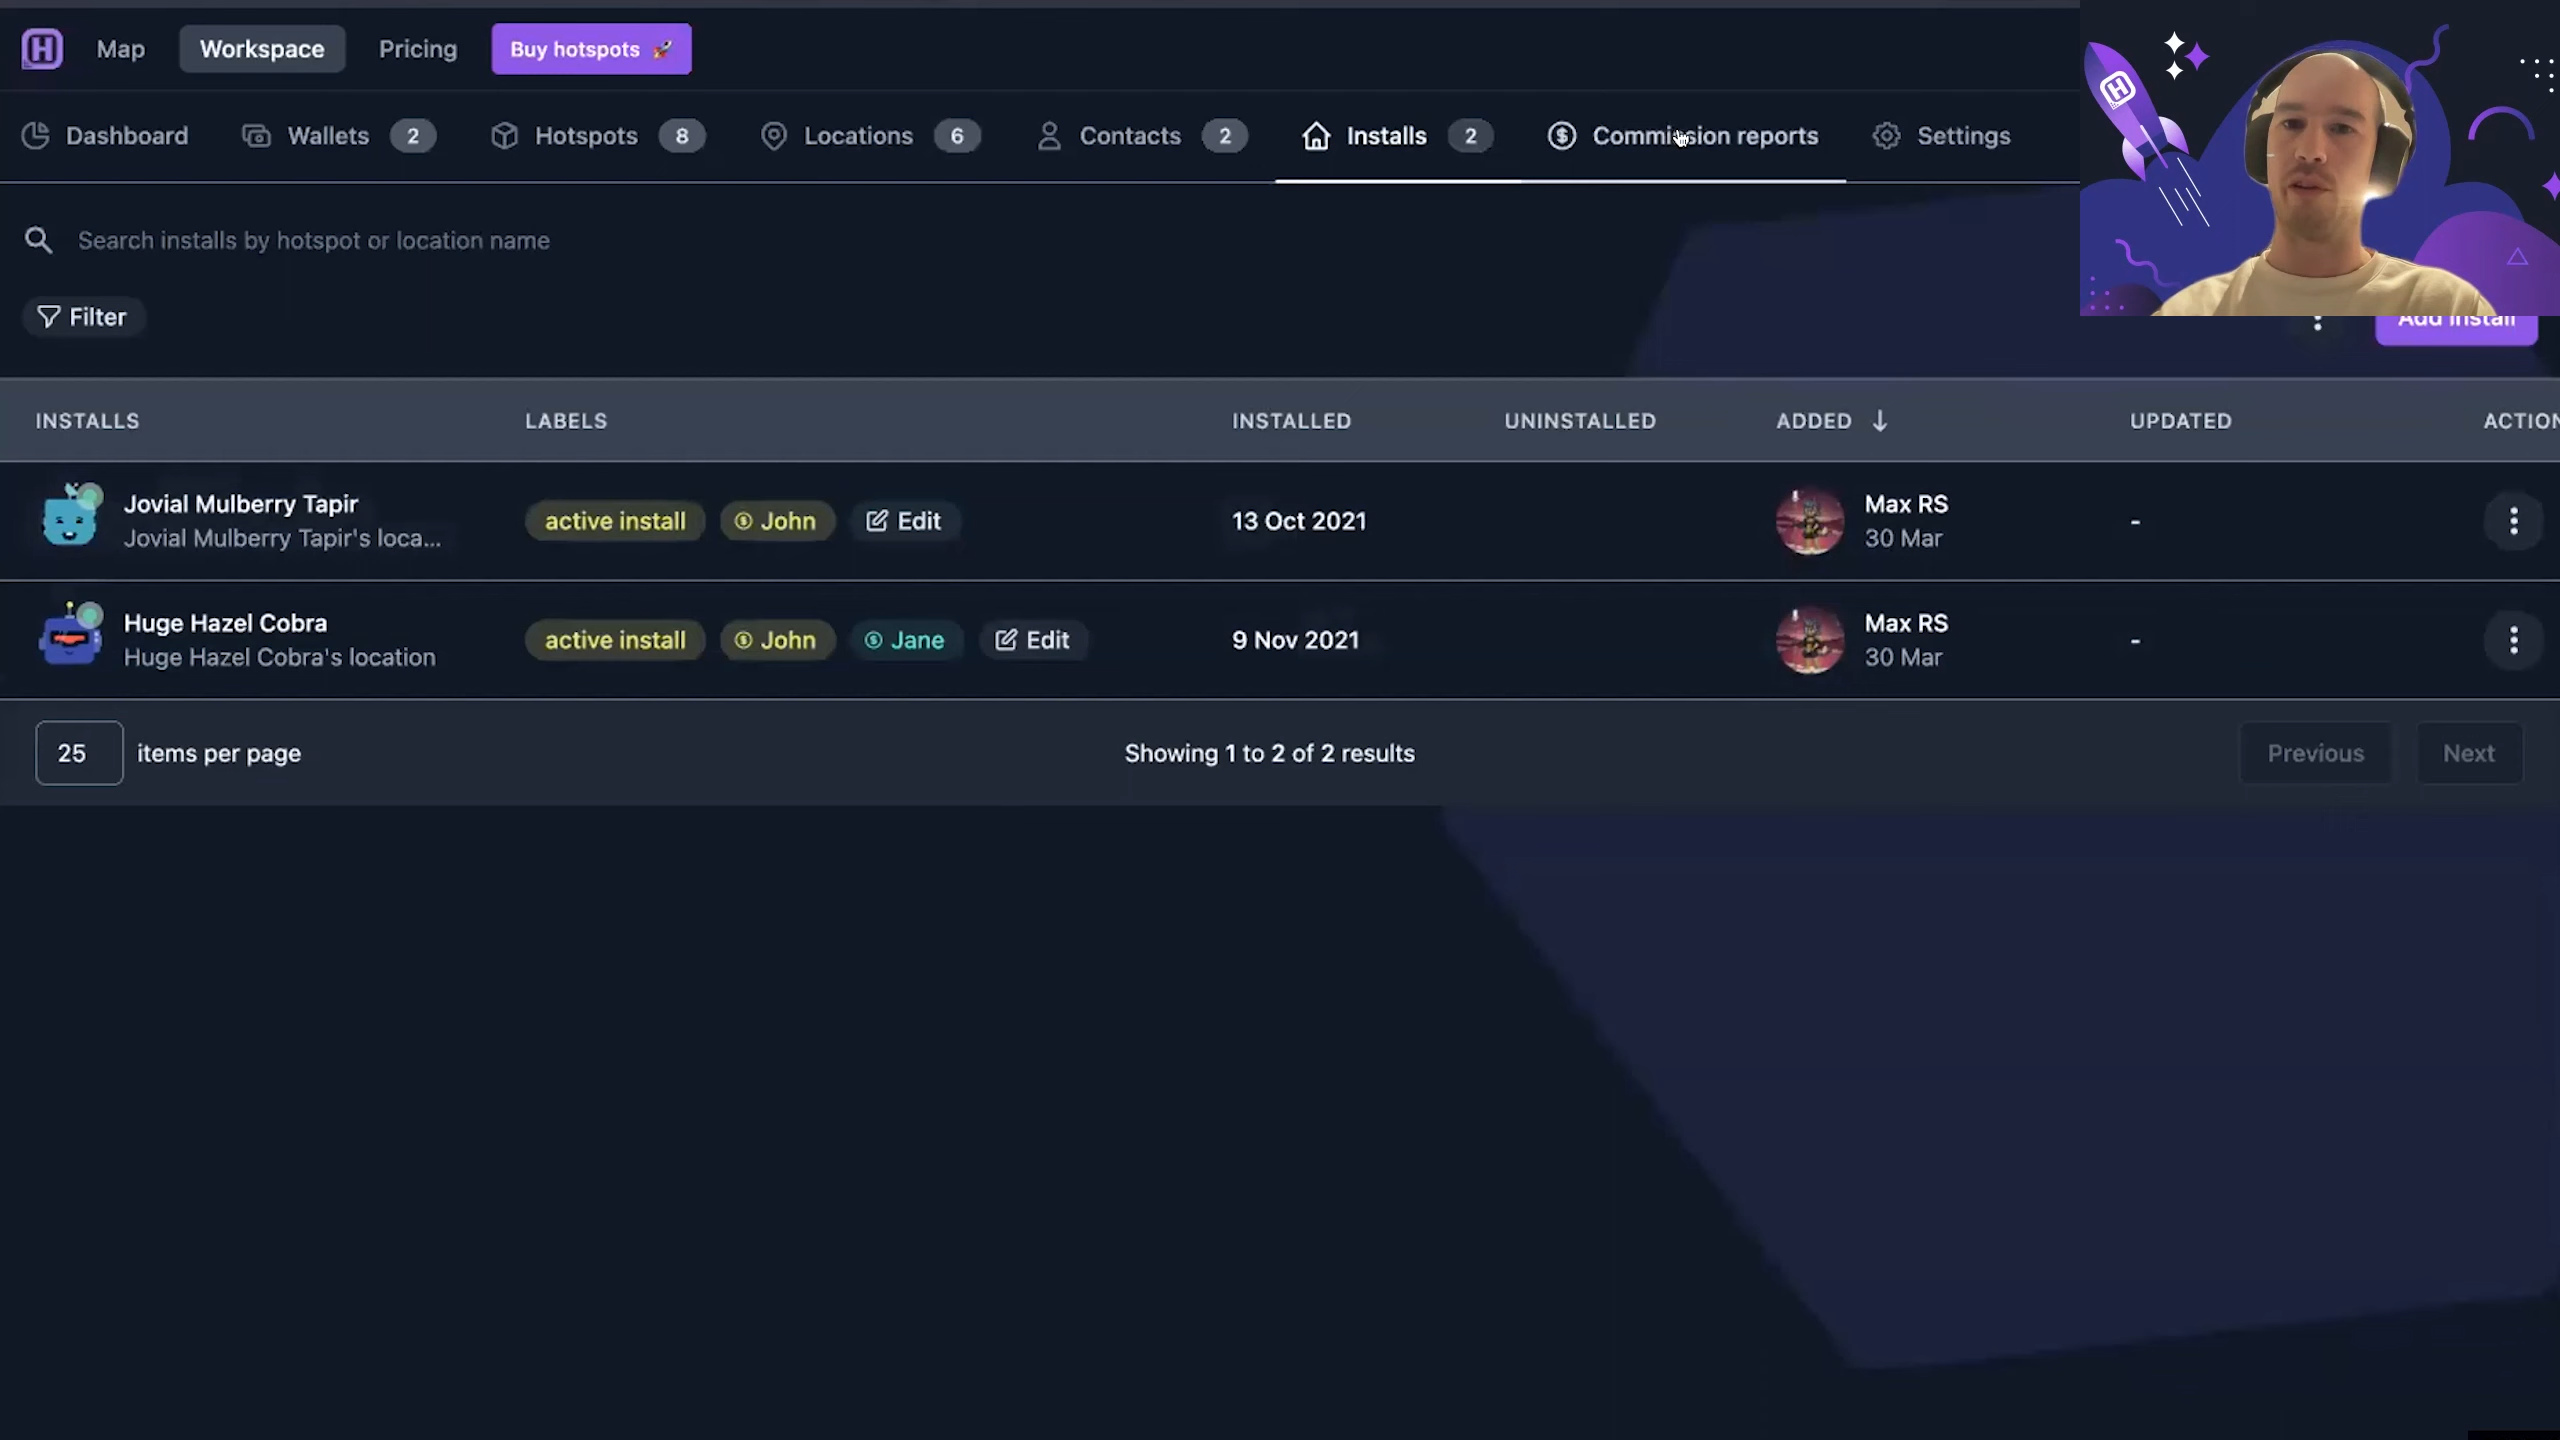 Map
Workspace
Pricing
Buy hotspots
Dashboard
Wallets 2
Hotspots 8
Locations 6
Contacts 2
Installs 2
Commission reports
Settings
Search installs by hotspot or location name
Filter
Add install
INSTALLS LABELS INSTALLED UNINSTALLED ADDED UPDATED ACTION
Jovial Mulberry Tapir
Jovial Mulberry Tapir's loca...
active install John Edit
13 Oct 2021
Max RS
30 Mar
-
Huge Hazel Cobra
Huge Hazel Cobra's location
active install John Jane Edit
9 Nov 2021
Max RS
30 Mar
-
25 items per page
Showing 1 to 2 of 2 results
Previous
Next